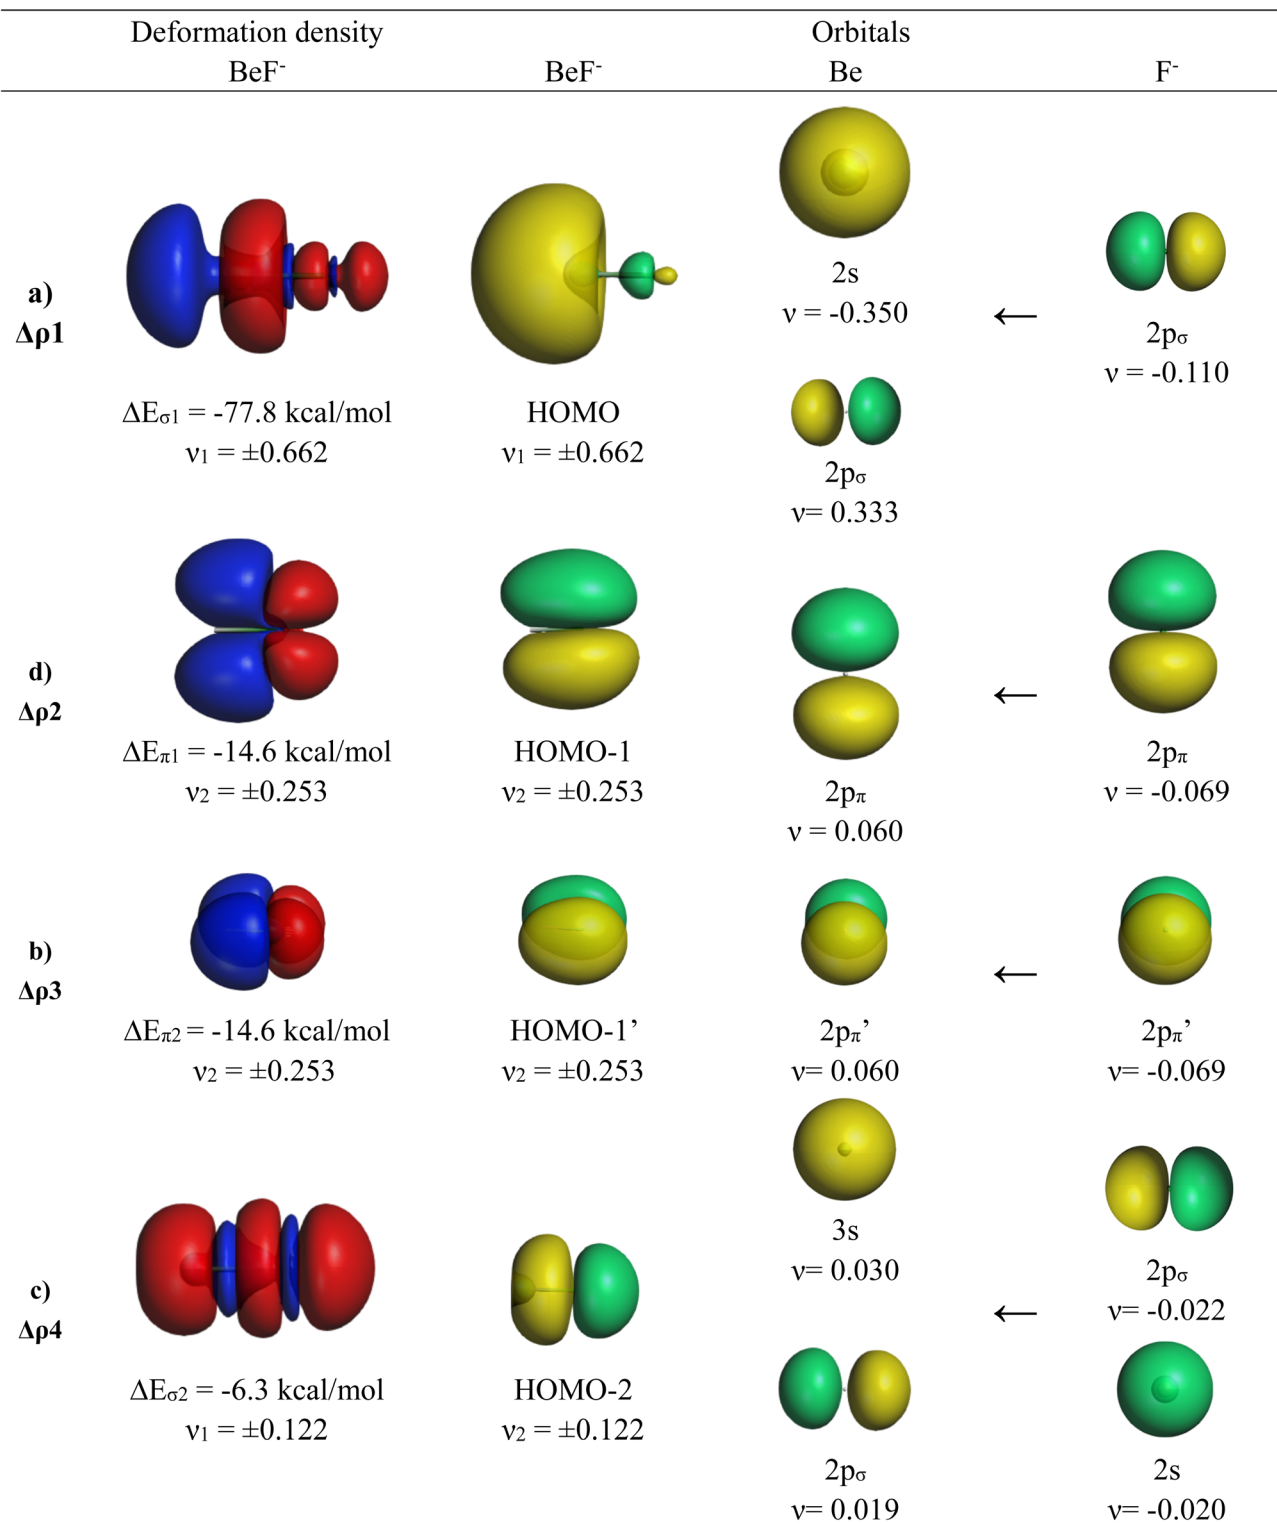 Deformation density Orbitals
BeF- BeF- Be F-
2s
ν = -0.350
2pσ
ν = -0.110
a)
Δρ1
←
ΔEσ1 = -77.8 kcal/mol HOMO
ν1 = ±0.662 ν1 = ±0.662
2pσ
ν= 0.333
d)
Δρ2
←
ΔEπ1 = -14.6 kcal/mol HOMO-1 2pπ
ν2 = ±0.253 ν2 = ±0.253 2pπ ν = -0.069
ν = 0.060
b)
Δρ3
←
ΔEπ2 = -14.6 kcal/mol HOMO-1’ 2pπ’ 2pπ’
ν2 = ±0.253 ν2 = ±0.253 ν= 0.060 ν= -0.069
3s
ν= 0.030
2pσ
ν= -0.022
c)
Δρ4
←
ΔEσ2 = -6.3 kcal/mol HOMO-2
ν1 = ±0.122 ν2 = ±0.122
2pσ 2s
ν= 0.019 ν= -0.020